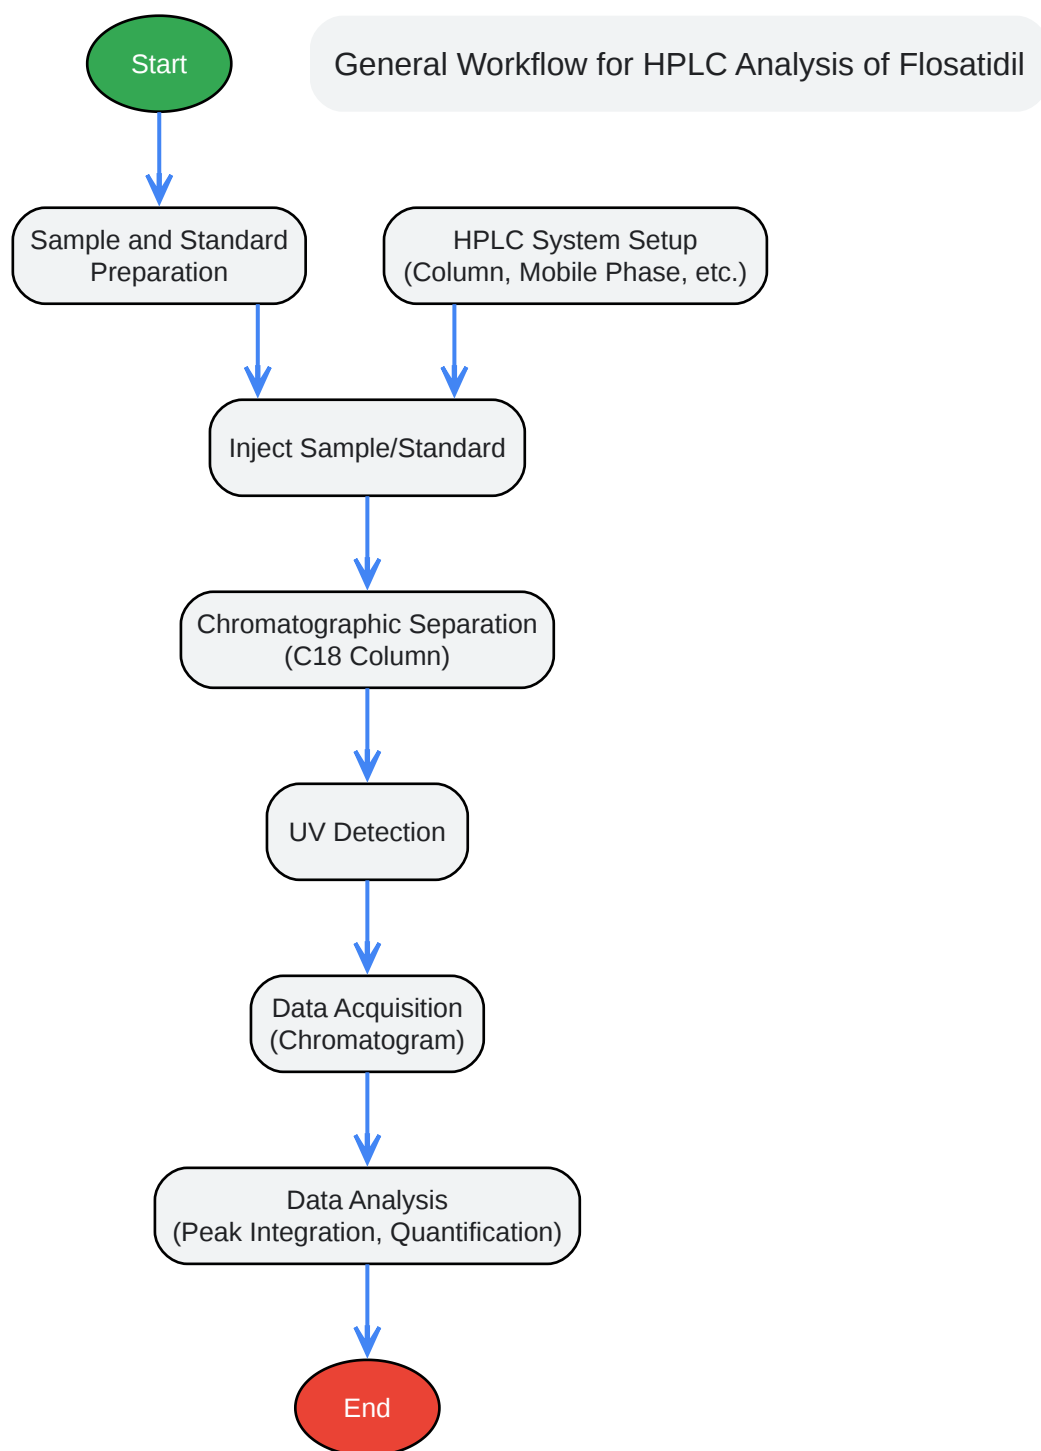 Start
General Workflow for HPLC Analysis of Flosatidil
Sample and Standard
Preparation
HPLC System Setup
(Column, Mobile Phase, etc.)
Inject Sample/Standard
Chromatographic Separation
(C18 Column)
UV Detection
Data Acquisition
(Chromatogram)
Data Analysis
(Peak Integration, Quantification)
End